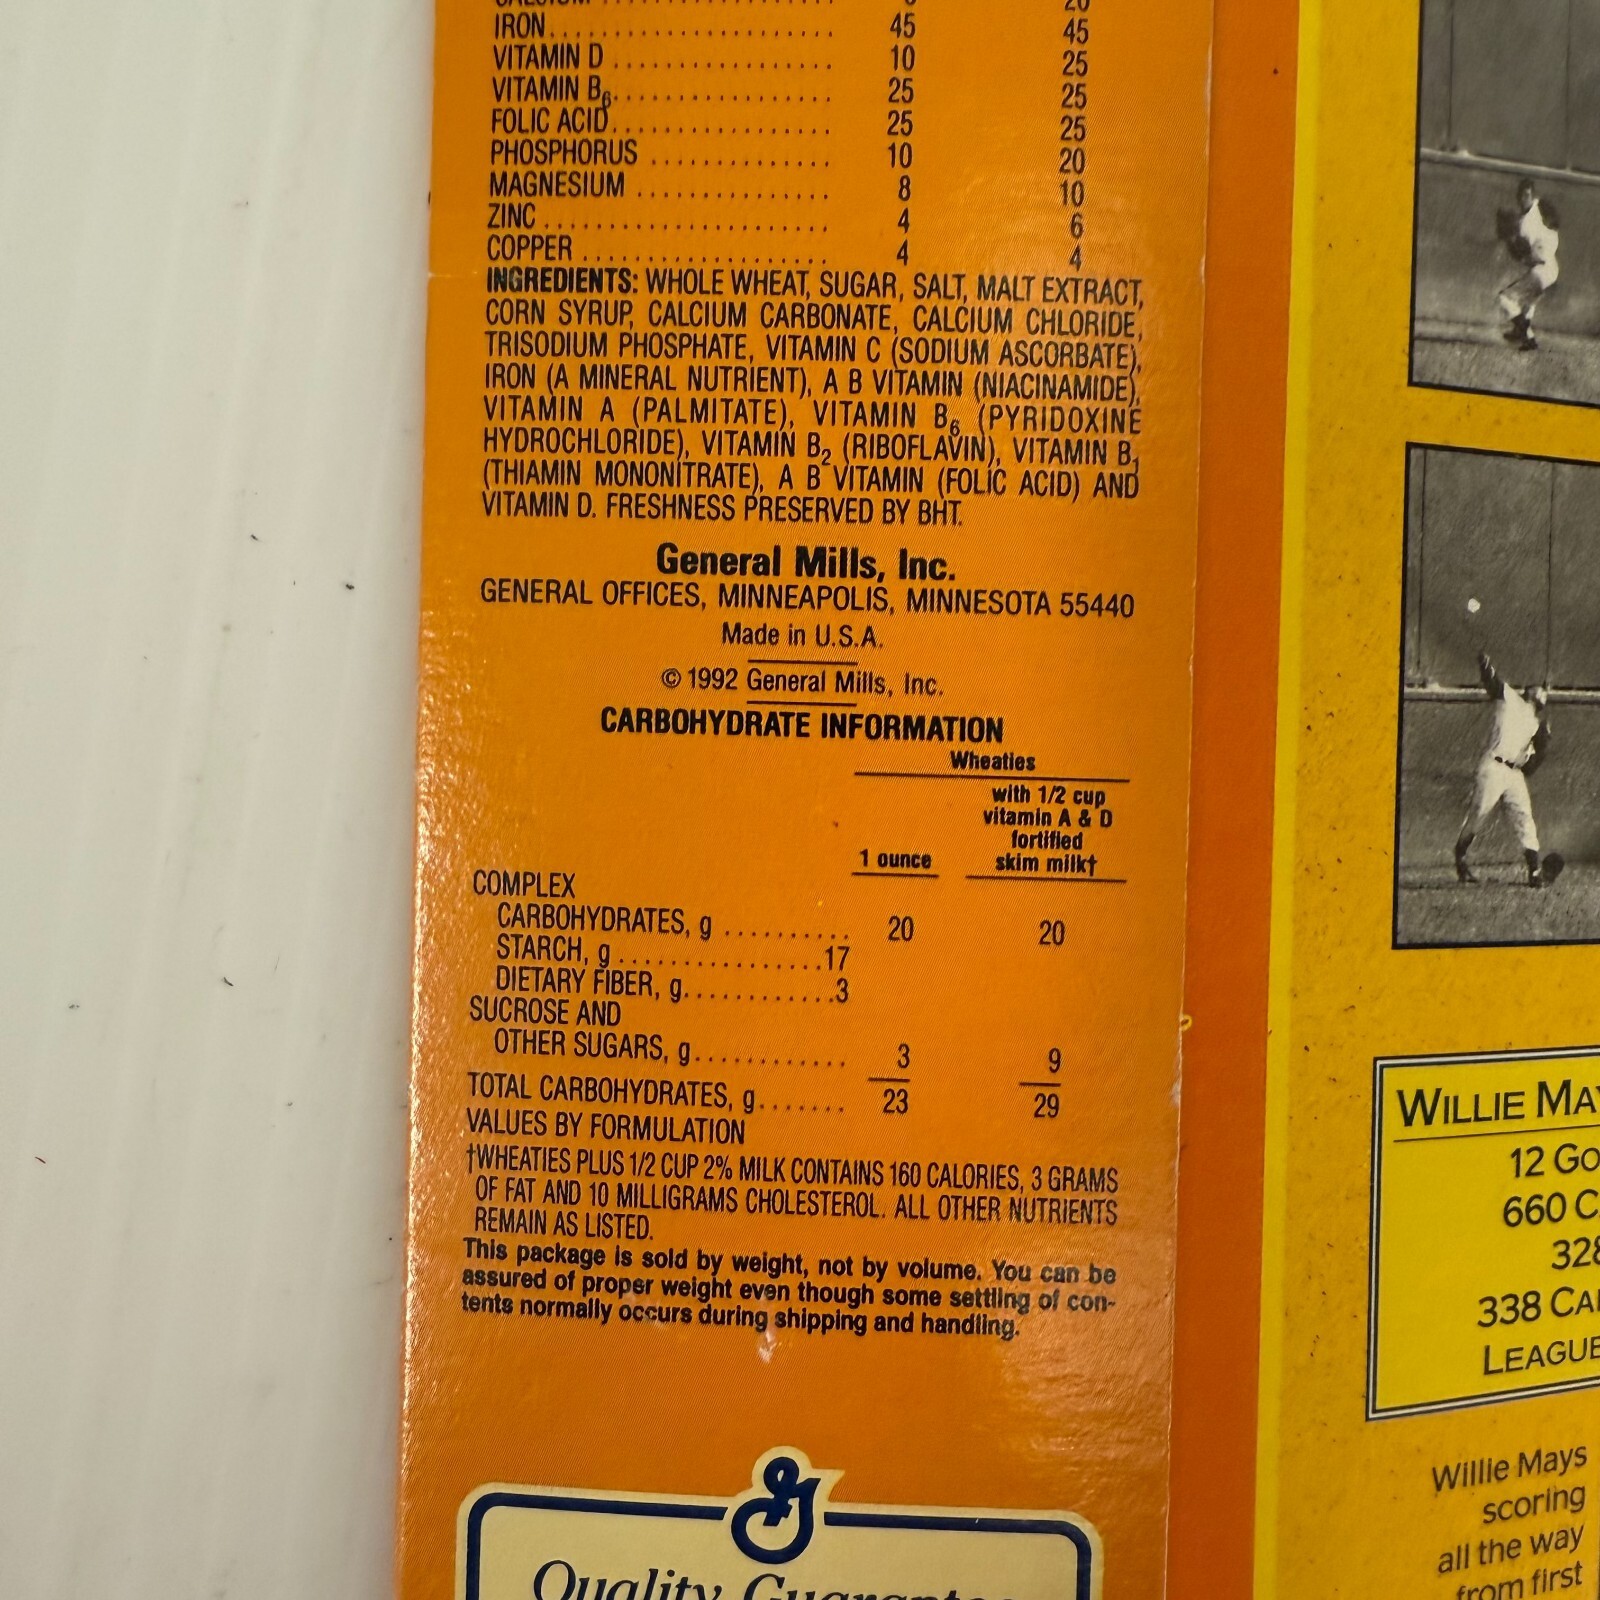 CALCIUM 20
IRON 45 45
VITAMIN D 10 25
VITAMIN B6 25 25
FOLIC ACID 25 25
PHOSPHORUS 10 20
MAGNESIUM 8 10
ZINC 4 6
COPPER 4 4
INGREDIENTS: WHOLE WHEAT, SUGAR, SALT, MALT EXTRACT,
CORN SYRUP, CALCIUM CARBONATE, CALCIUM CHLORIDE,
TRISODIUM PHOSPHATE, VITAMIN C (SODIUM ASCORBATE),
IRON (A MINERAL NUTRIENT), A B VITAMIN (NIACINAMIDE),
VITAMIN A (PALMITATE), VITAMIN B6 (PYRIDOXINE
HYDROCHLORIDE), VITAMIN B2 (RIBOFLAVIN), VITAMIN B1
(THIAMIN MONONITRATE), A B VITAMIN (FOLIC ACID) AND
VITAMIN D. FRESHNESS PRESERVED BY BHT.
General Mills, Inc.
GENERAL OFFICES, MINNEAPOLIS, MINNESOTA 55440
Made in U.S.A.
© 1992 General Mills, Inc.
CARBOHYDRATE INFORMATION
Wheaties
with 1/2 cup
vitamin A & D
fortified
1 ounce skim milk†
COMPLEX
CARBOHYDRATES, g 20 20
STARCH, g 17
DIETARY FIBER, g 3
SUCROSE AND
OTHER SUGARS, g 3 9
TOTAL CARBOHYDRATES, g 23 29
VALUES BY FORMULATION
†WHEATIES PLUS 1/2 CUP 2% MILK CONTAINS 160 CALORIES, 3 GRAMS
OF FAT AND 10 MILLIGRAMS CHOLESTEROL. ALL OTHER NUTRIENTS
REMAIN AS LISTED.
This package is sold by weight, not by volume. You can be
assured of proper weight even though some settling of con-
tents normally occurs during shipping and handling.
G
Quality Guarantee
WILLIE MA
12 GO
660 C
328
338 CA
LEAGUE
Willie Mays
scoring
all the way
from first